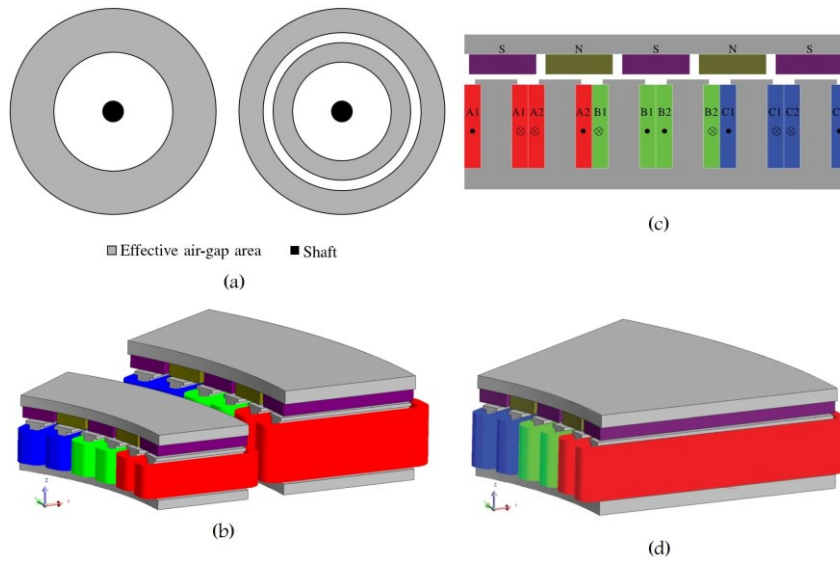 S N S N S
A1 A1 A2 A2 B1 B1 B2 B2 C1 C1 C2 C
(c)
Effective air-gap area Shaft
(a)
z
x
(b)
z
x
(d)